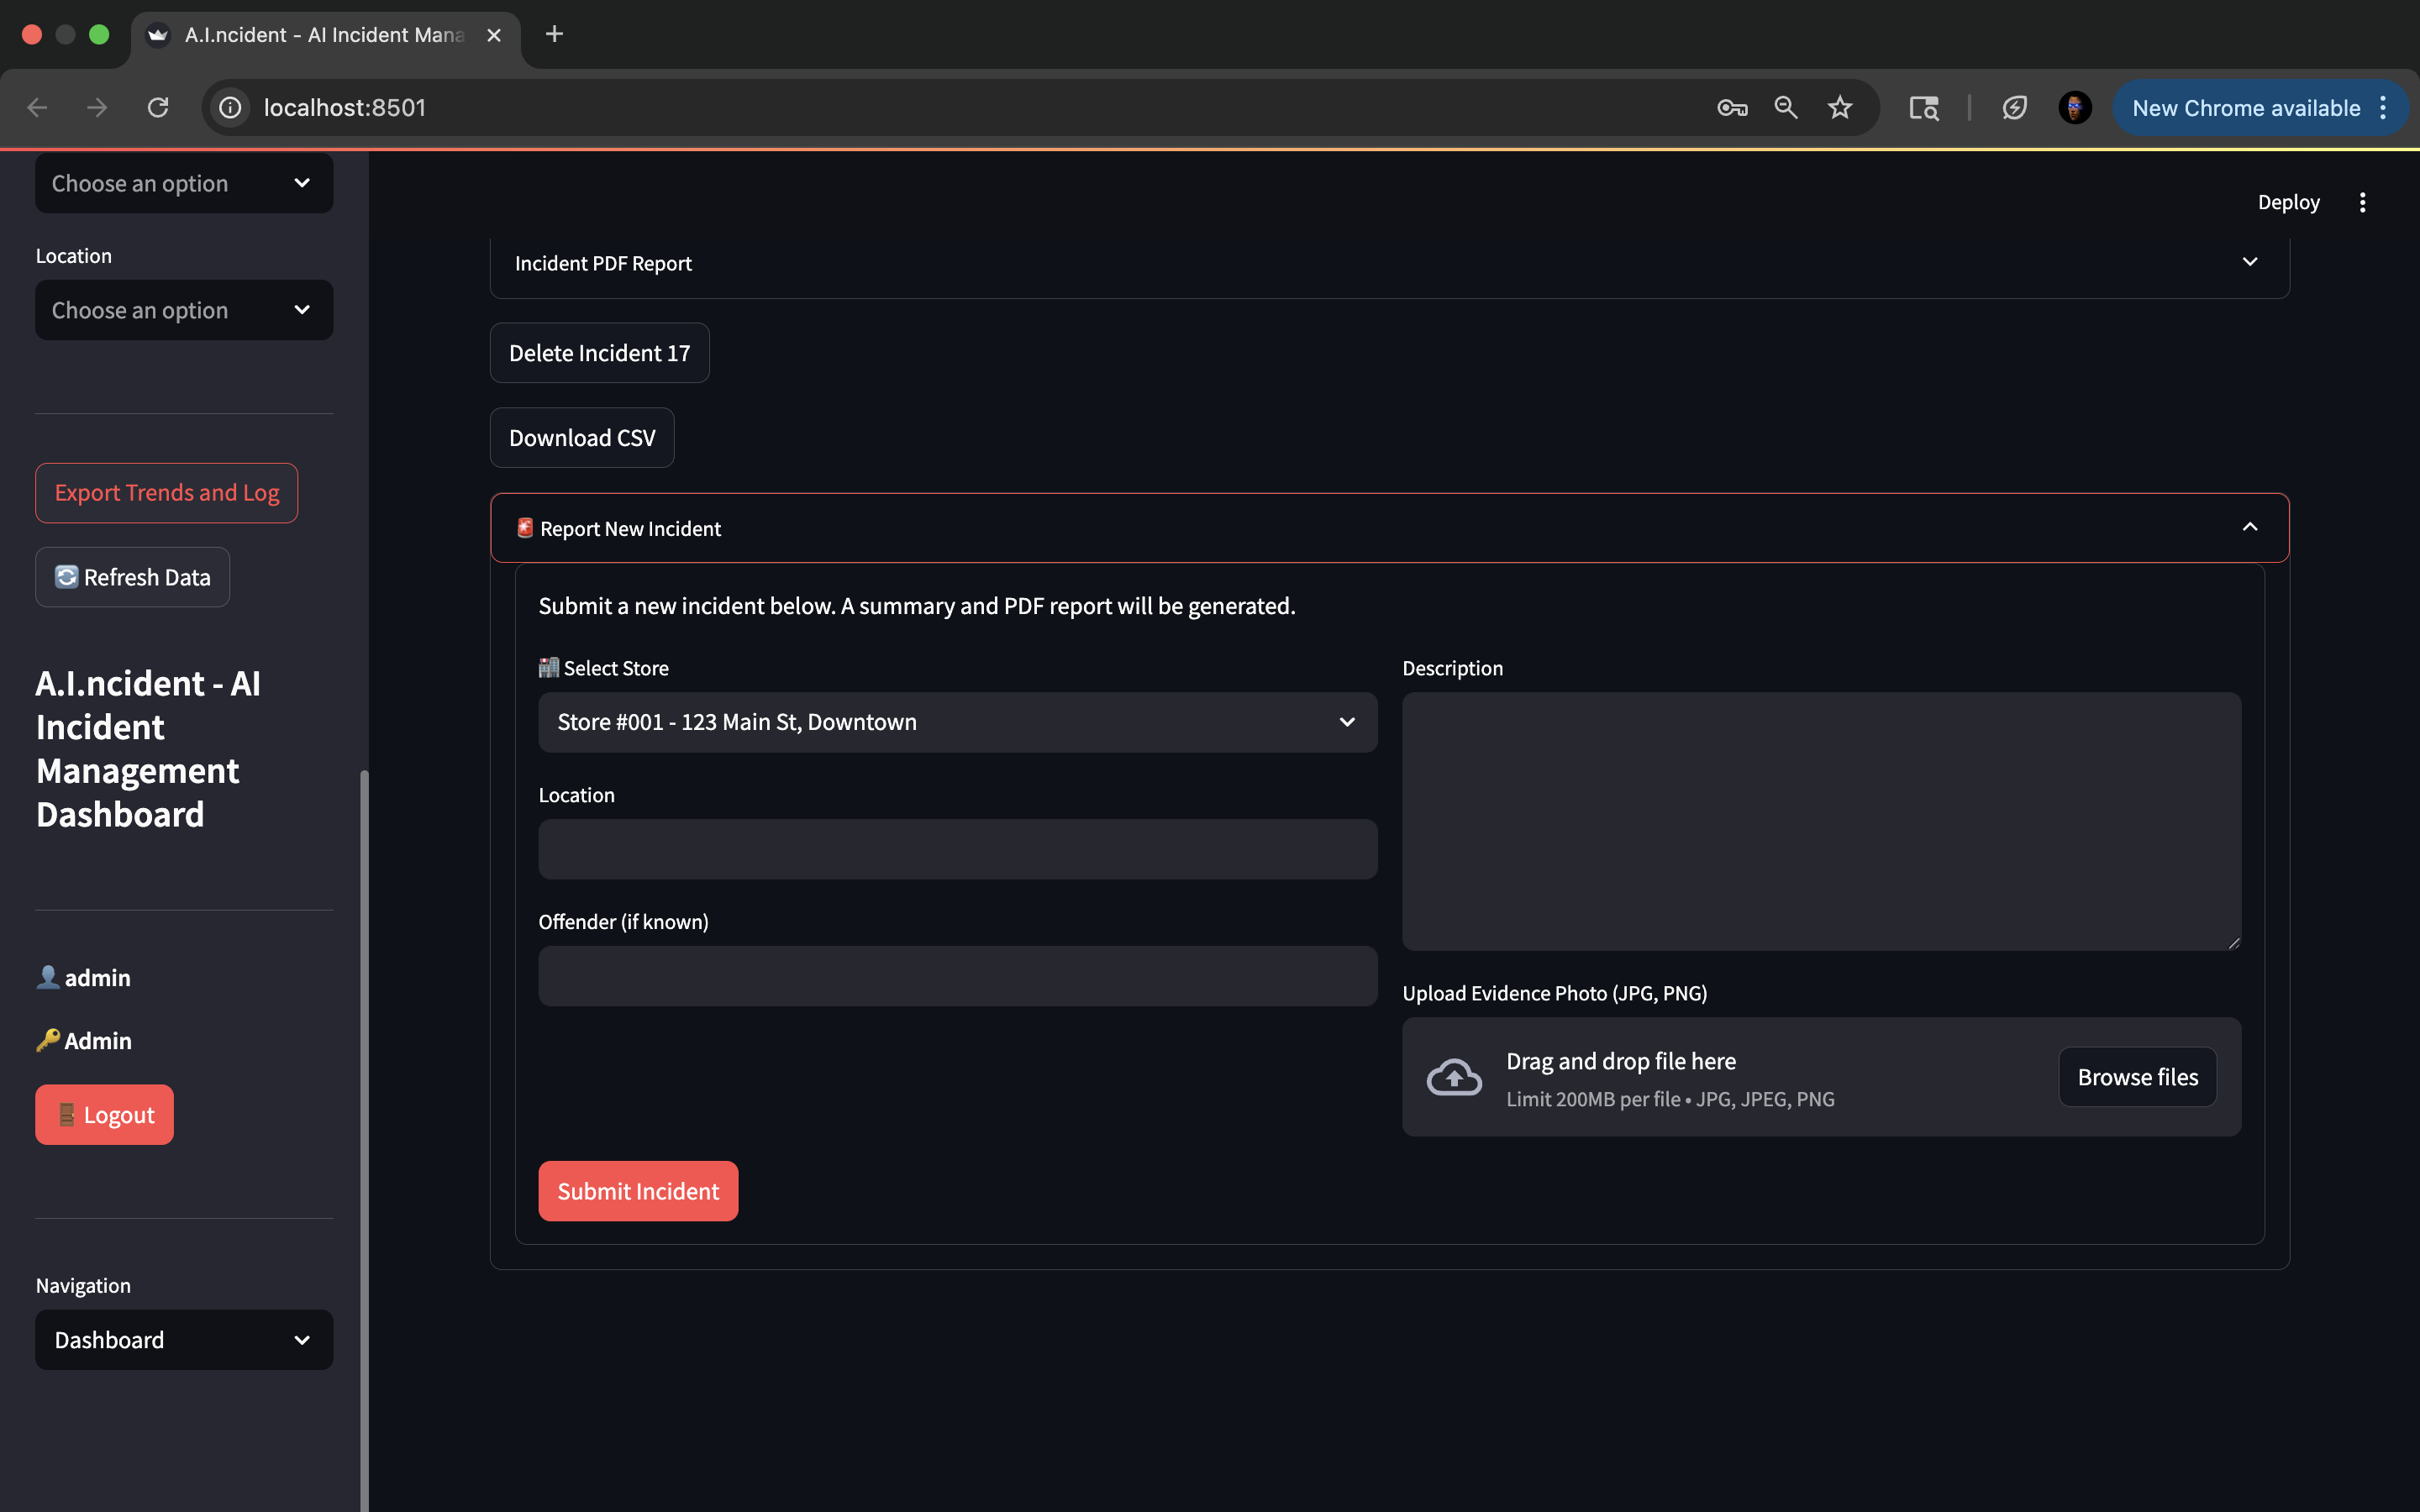 A.I.ncident - AI Incident Mana
localhost:8501
New Chrome available
Choose an option
Location
Choose an option
Export Trends and Log
Refresh Data
A.I.ncident - AI
Incident
Management
Dashboard
admin
Admin
Logout
Navigation
Dashboard
Deploy
Incident PDF Report
Delete Incident 17
Download CSV
Report New Incident
Submit a new incident below. A summary and PDF report will be generated.
Select Store
Store #001 - 123 Main St, Downtown
Location
Offender (if known)
Description
Upload Evidence Photo (JPG, PNG)
Drag and drop file here
Limit 200MB per file • JPG, JPEG, PNG
Browse files
Submit Incident